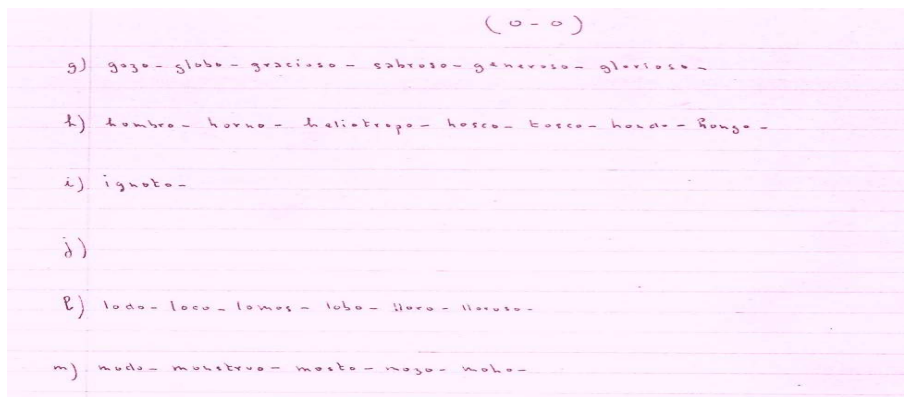 (o-o)
g) gozo - globo - gracioso - sabroso - generoso - glorioso -
h) hombro - horno - heliotropo - hosco - tosco - hondo - hongo -
i) ignoto -
j)
l) lodo - loco - lomos - lobo - lloro - lloroso -
m) modo - monstruo - mosto - mozo - moho -